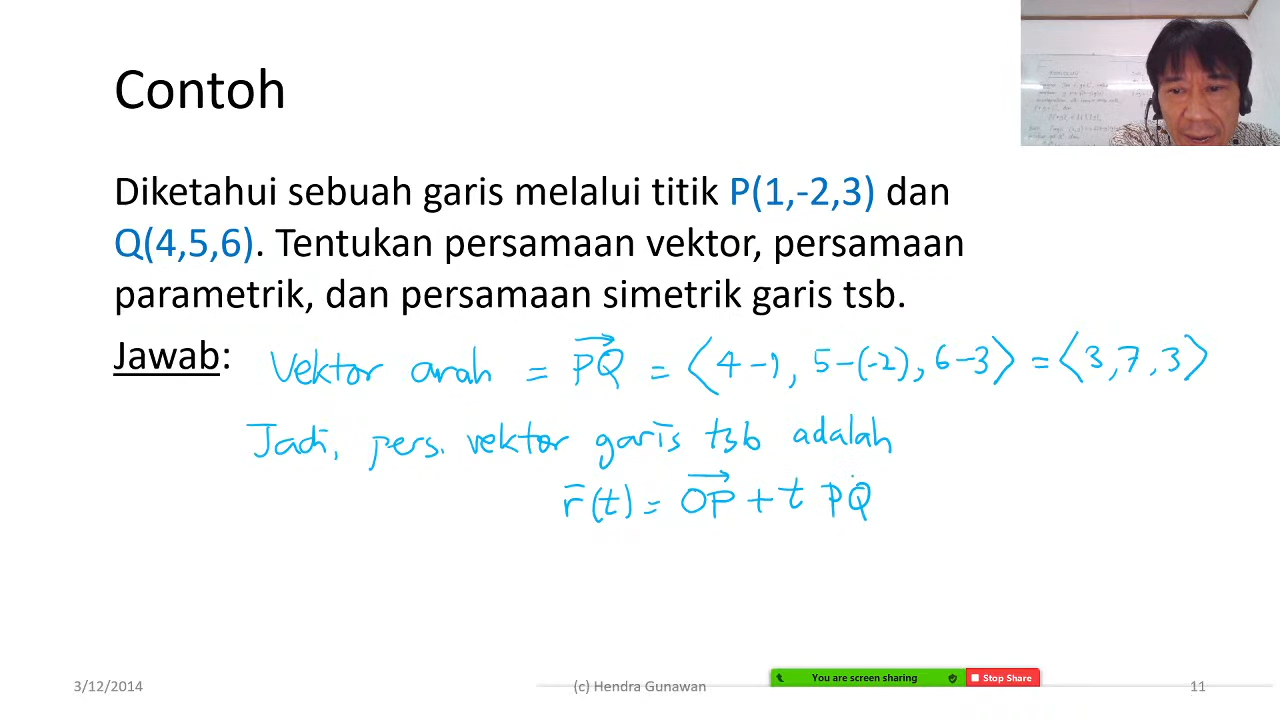 Contoh
Diketahui sebuah garis melalui titik P(1,-2,3) dan
Q(4,5,6). Tentukan persamaan vektor, persamaan
parametrik, dan persamaan simetrik garis tsb.
Jawab: Vektor arah = PQ⃗ = ⟨4-1, 5-(-2), 6-3⟩ = ⟨3,7,3⟩
Jadi, pers. vektor garis tsb adalah
r̄(t) = OP⃗ + t PQ
3/12/2014 (c) Hendra Gunawan 11
You are screen sharing Stop Share